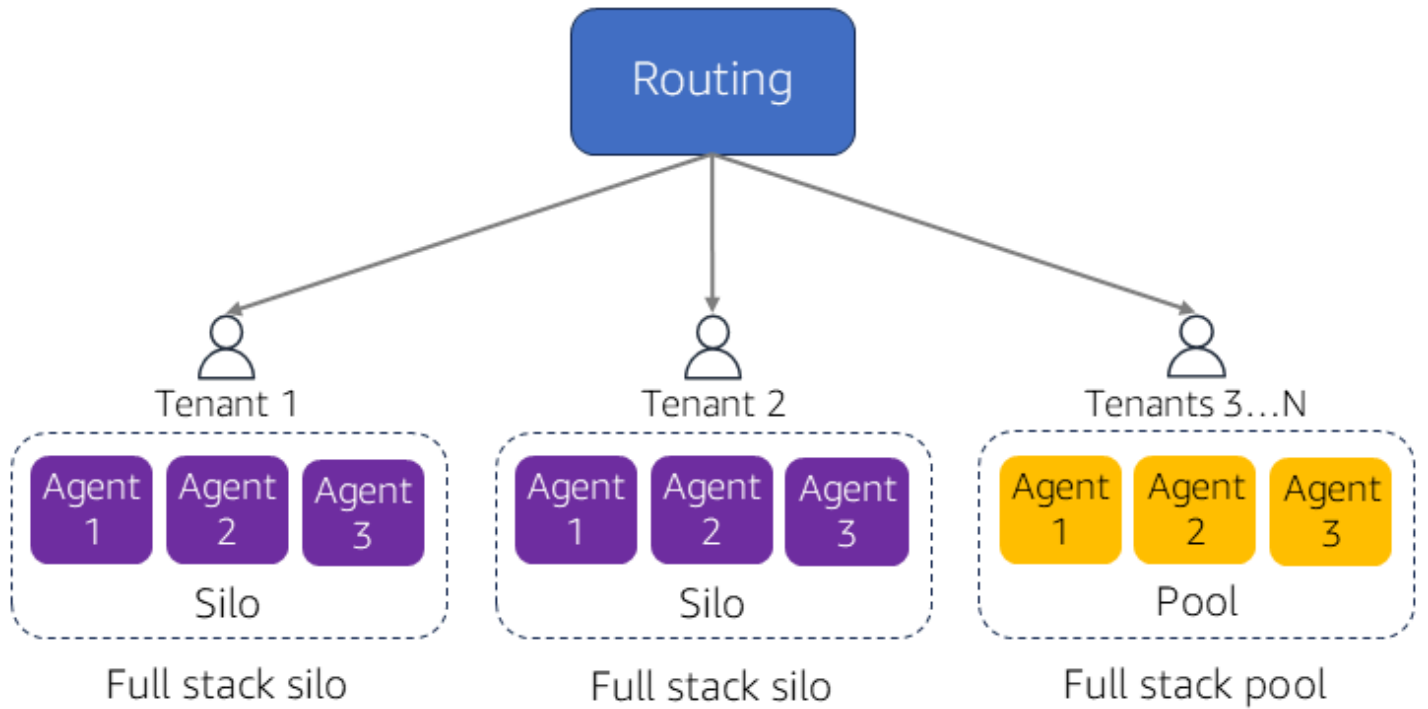 Routing
Tenant 1
Tenant 2
Tenants 3...N
Agent
1
Agent
2
Agent
3
Silo
Agent
1
Agent
2
Agent
3
Silo
Agent
1
Agent
2
Agent
3
Pool
Full stack silo
Full stack silo
Full stack pool